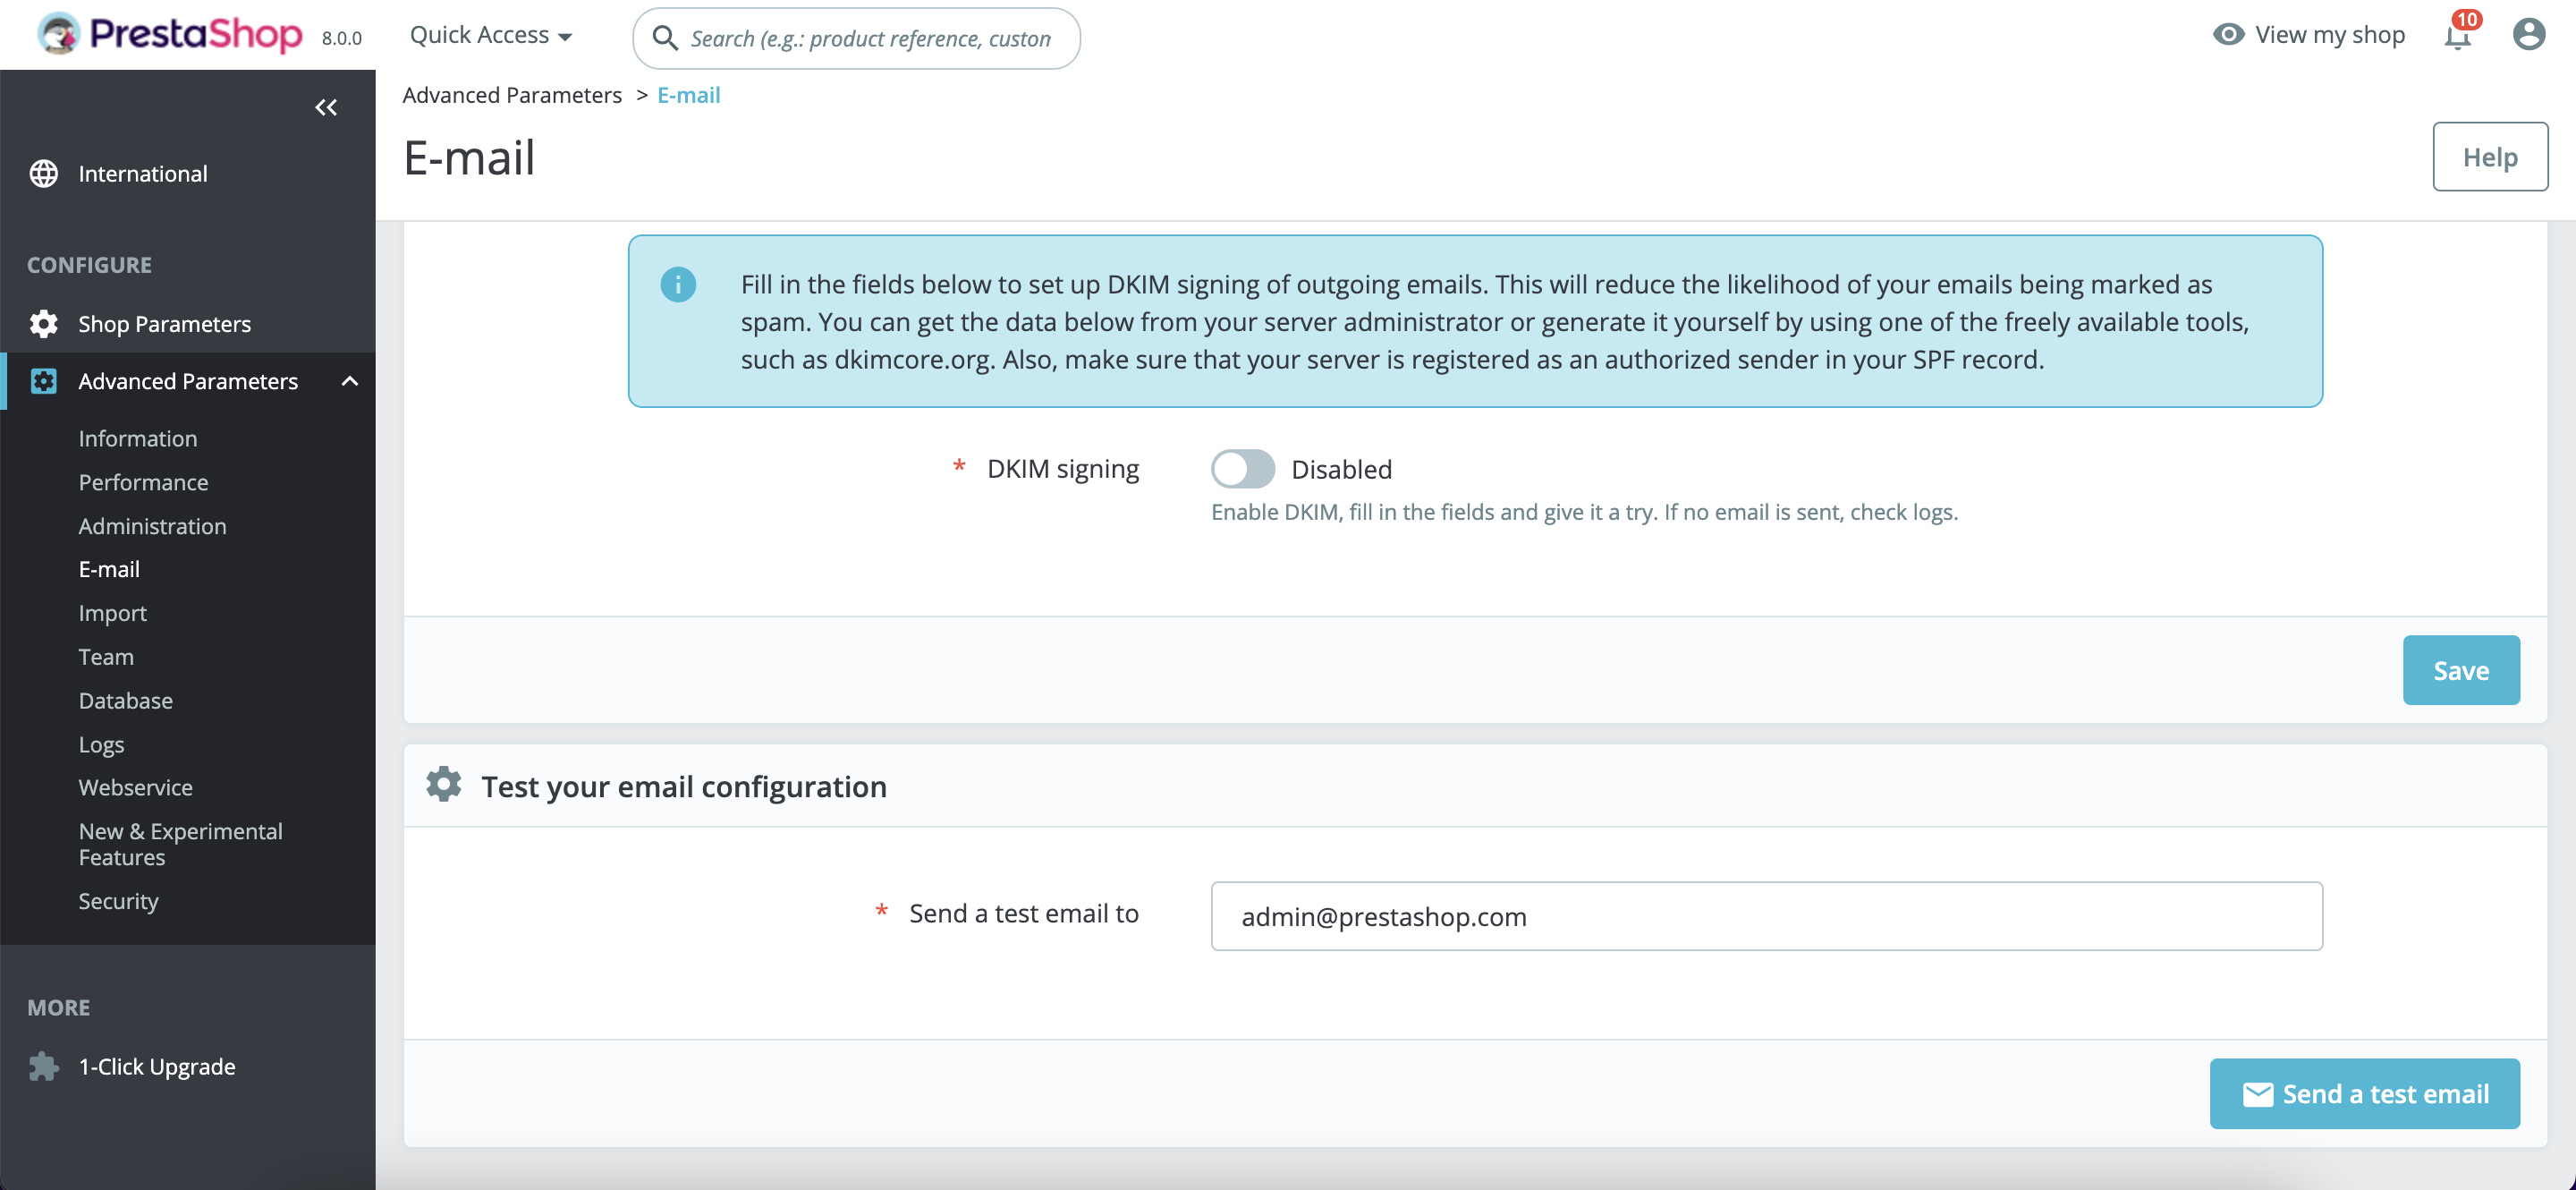 PrestaShop 8.0.0
Quick Access
Search (e.g.: product reference, custon
View my shop
10
International
CONFIGURE
Shop Parameters
Advanced Parameters
Information
Performance
Administration
E-mail
Import
Team
Database
Logs
Webservice
New & Experimental
Features
Security
MORE
1-Click Upgrade
Advanced Parameters > E-mail
E-mail
Help
Fill in the fields below to set up DKIM signing of outgoing emails. This will reduce the likelihood of your emails being marked as
spam. You can get the data below from your server administrator or generate it yourself by using one of the freely available tools,
such as dkimcore.org. Also, make sure that your server is registered as an authorized sender in your SPF record.
* DKIM signing
Disabled
Enable DKIM, fill in the fields and give it a try. If no email is sent, check logs.
Save
Test your email configuration
* Send a test email to
admin@prestashop.com
Send a test email